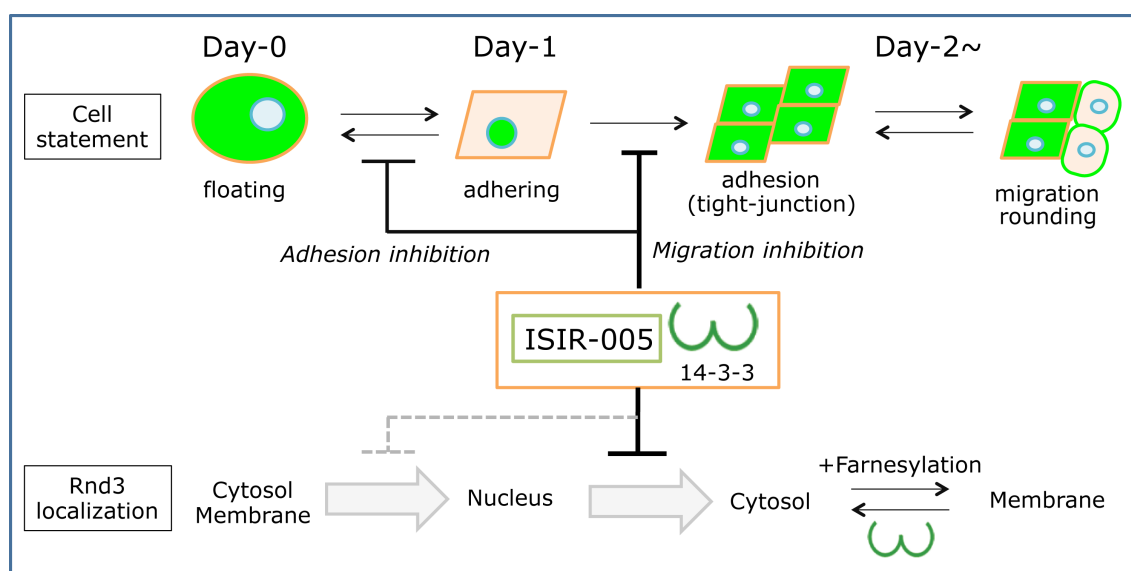 Day-0
Day-1
Day-2~
Cell
statement
floating
adhering
adhesion
(tight-junction)
migration
rounding
Adhesion inhibition
Migration inhibition
ISIR-005
14-3-3
Rnd3
localization
Cytosol
Membrane
Nucleus
Cytosol
+Farnesylation
Membrane